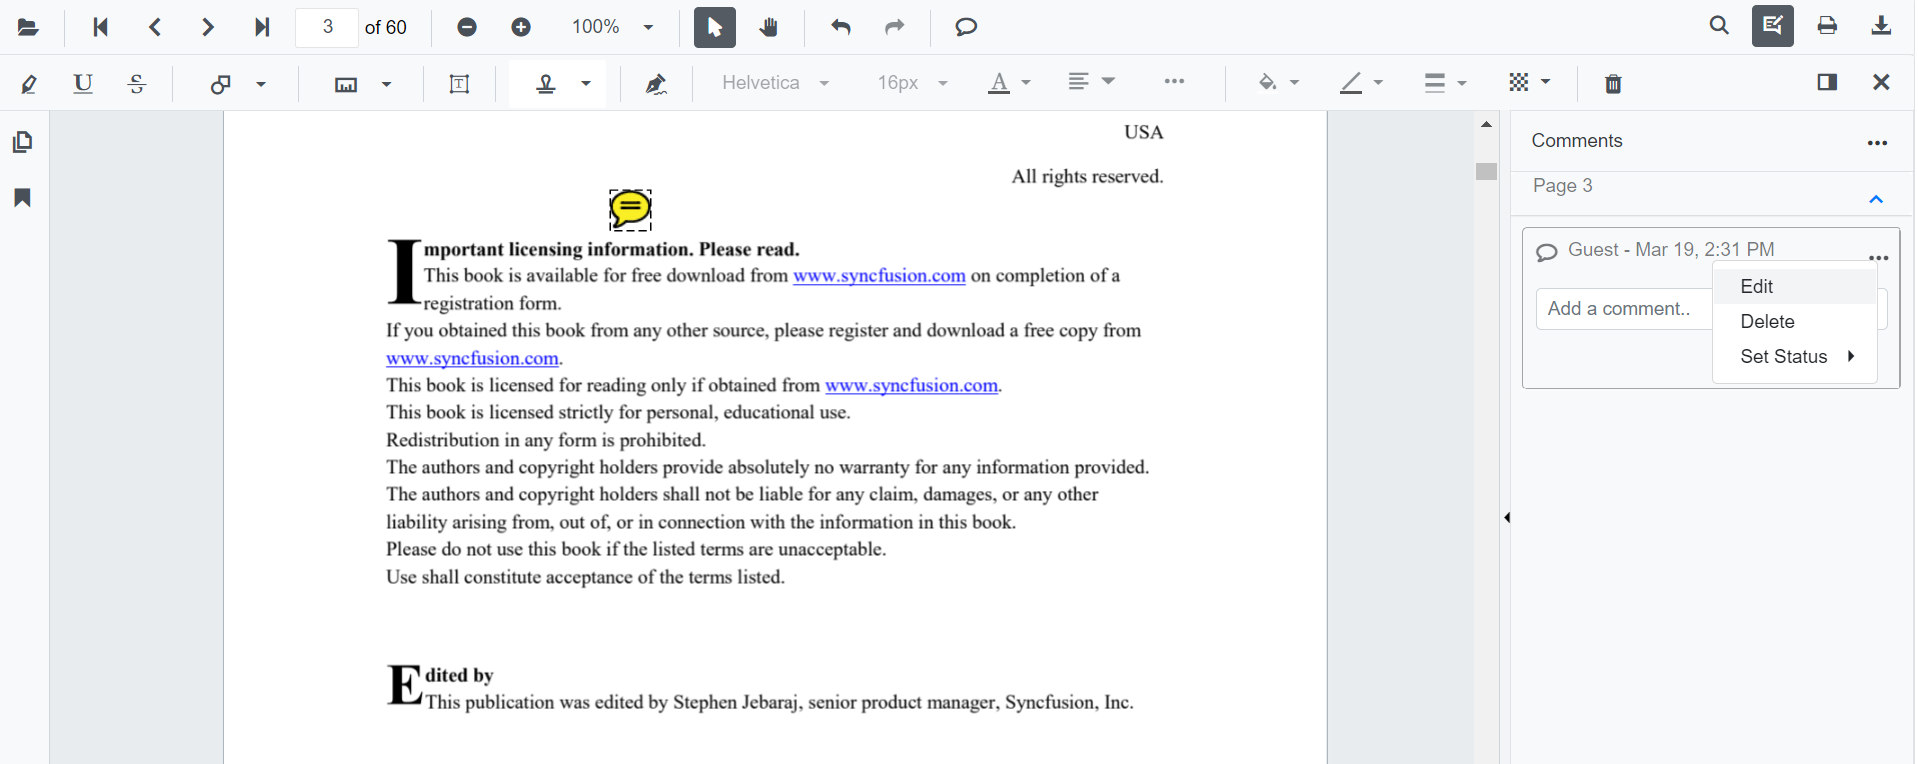 3 of 60 100%
U S T Helvetica 16px A
USA
All rights reserved.
Important licensing information. Please read.
This book is available for free download from www.syncfusion.com on completion of a
registration form.
If you obtained this book from any other source, please register and download a free copy from
www.syncfusion.com.
This book is licensed for reading only if obtained from www.syncfusion.com.
This book is licensed strictly for personal, educational use.
Redistribution in any form is prohibited.
The authors and copyright holders provide absolutely no warranty for any information provided.
The authors and copyright holders shall not be liable for any claim, damages, or any other
liability arising from, out of, or in connection with the information in this book.
Please do not use this book if the listed terms are unacceptable.
Use shall constitute acceptance of the terms listed.
Edited by
This publication was edited by Stephen Jebaraj, senior product manager, Syncfusion, Inc.
Comments
Page 3
Guest - Mar 19, 2:31 PM
Add a comment..
Edit
Delete
Set Status